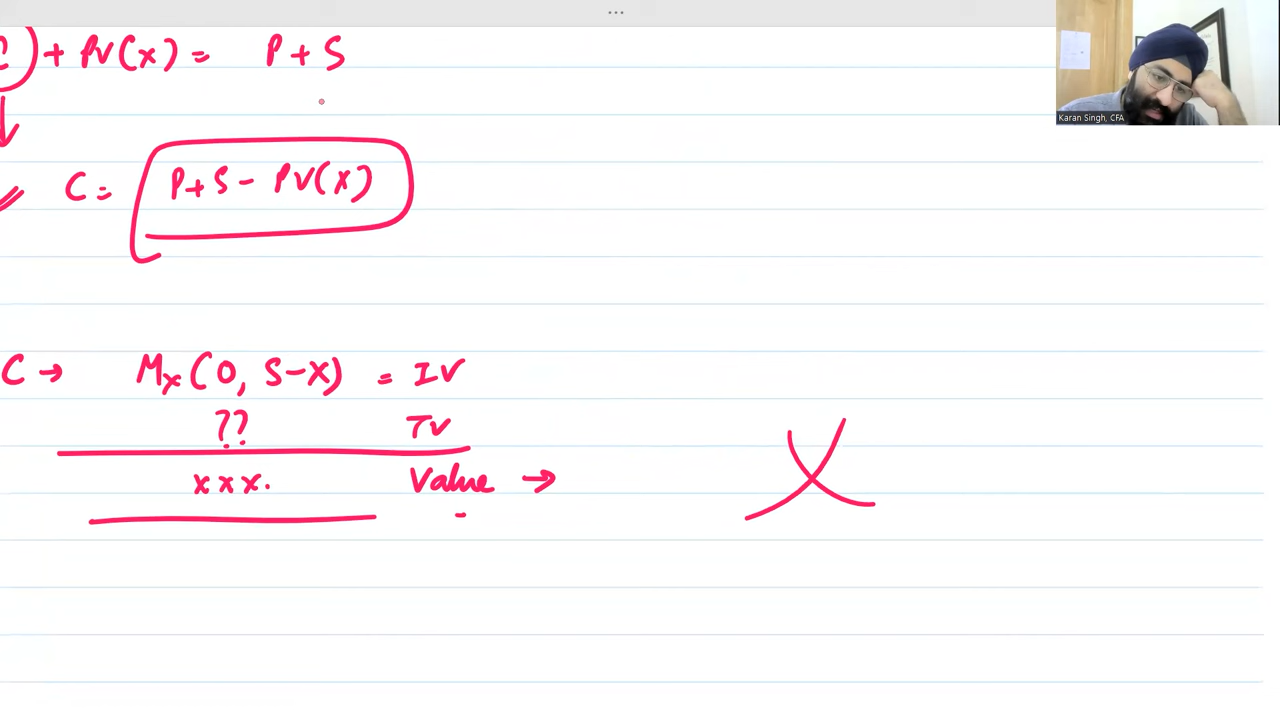 C + PV(x) = P + S
C = P + S - PV(X)
C → Mx(0, S-X) = IV
?? TV
xxx. Value →
Karan Singh, CFA